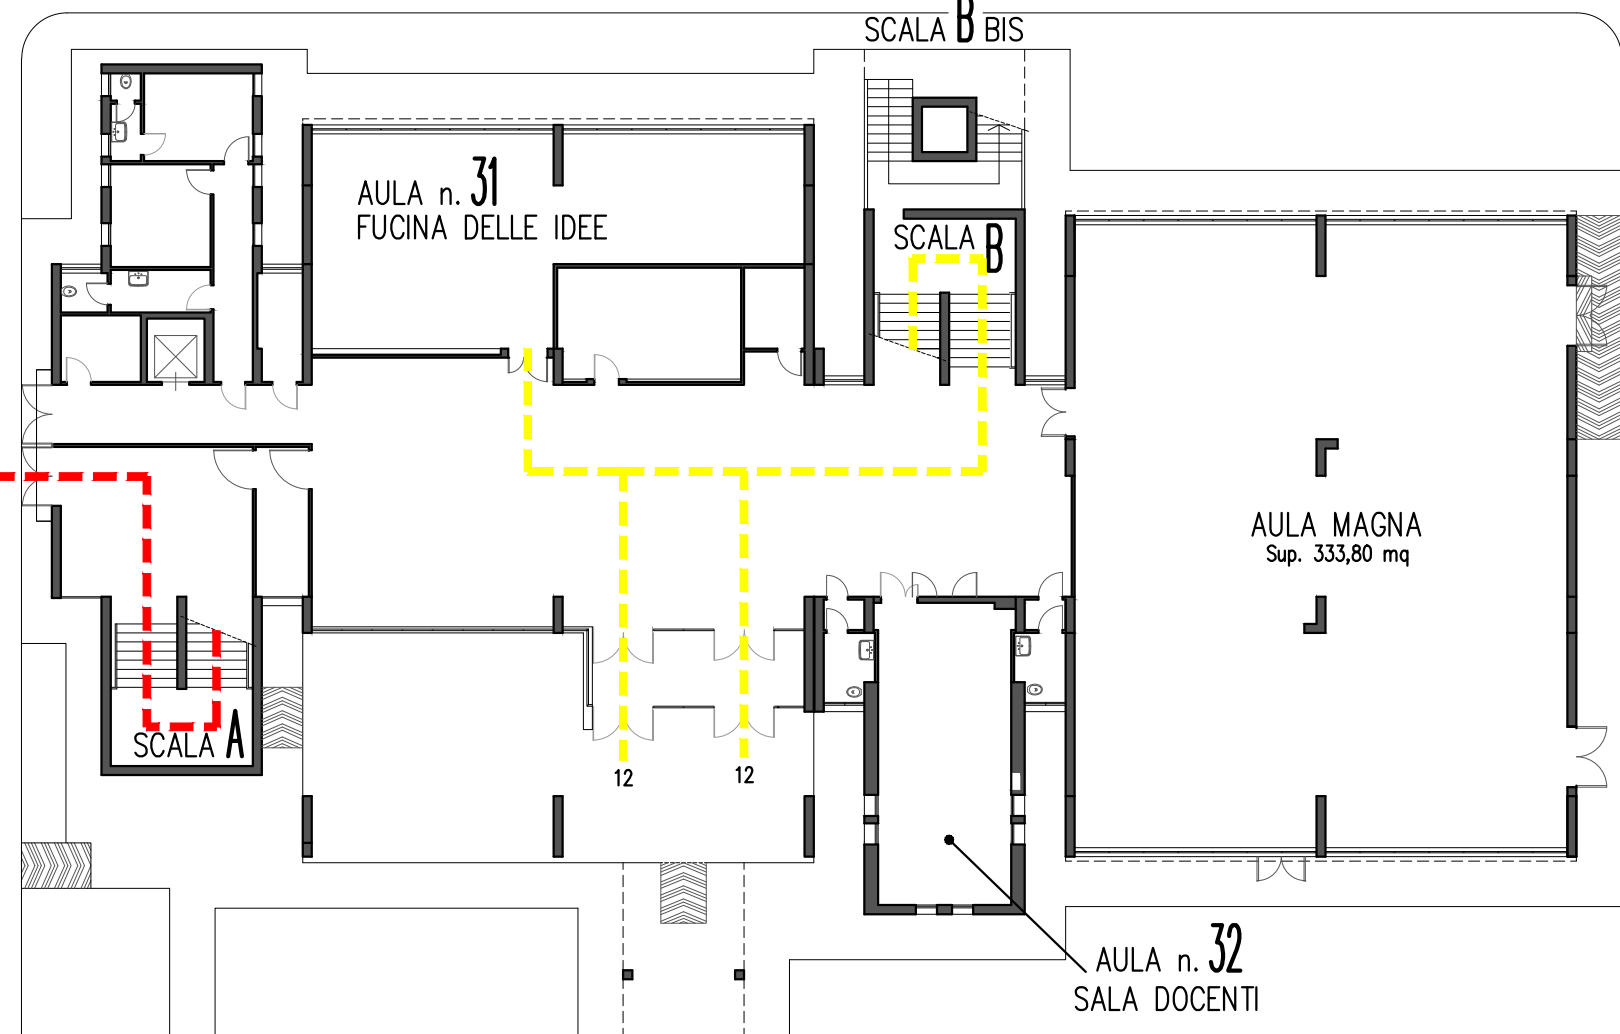 SCALA B BIS
AULA n. 31
FUCINA DELLE IDEE
SCALA B
AULA MAGNA
Sup. 333,80 mq
SCALA A
12
12
AULA n. 32
SALA DOCENTI